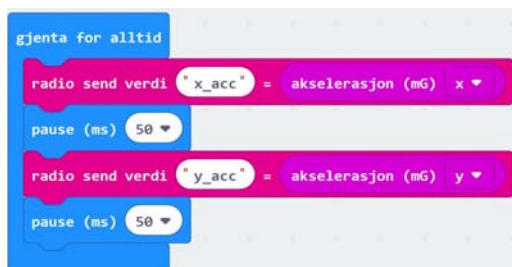 gjenta for alltid
radio send verdi "x_acc" = akselerasjon (mG) x
pause (ms) 50
radio send verdi "y_acc" = akselerasjon (mG) y
pause (ms) 50